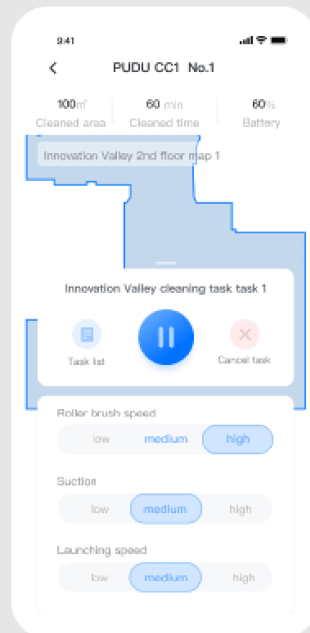 9:41
PUDU CC1 No.1
100㎡ 60 min 60%
Cleaned area Cleaned time Battery
Innovation Valley 2nd floor map 1
Innovation Valley cleaning task task 1
Task list Cancel task
Roller brush speed
low medium high
Suction
low medium high
Launching speed
low medium high